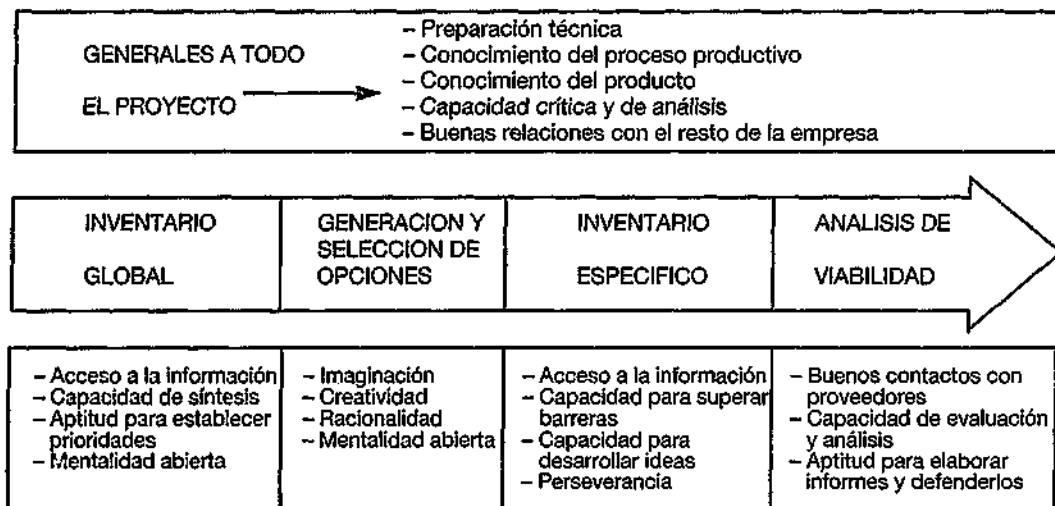 GENERALES A TODO
EL PROYECTO
– Preparación técnica
– Conocimiento del proceso productivo
– Conocimiento del producto
– Capacidad crítica y de análisis
– Buenas relaciones con el resto de la empresa
INVENTARIO
GLOBAL
GENERACION Y
SELECCION DE
OPCIONES
INVENTARIO
ESPECIFICO
ANALISIS DE
VIABILIDAD
– Acceso a la información
– Capacidad de síntesis
– Aptitud para establecer
prioridades
– Mentalidad abierta
– Imaginación
– Creatividad
– Racionalidad
– Mentalidad abierta
– Acceso a la información
– Capacidad para superar
barreras
– Capacidad para
desarrollar ideas
– Perseverancia
– Buenos contactos con
proveedores
– Capacidad de evaluación
y análisis
– Aptitud para elaborar
informes y defenderlos